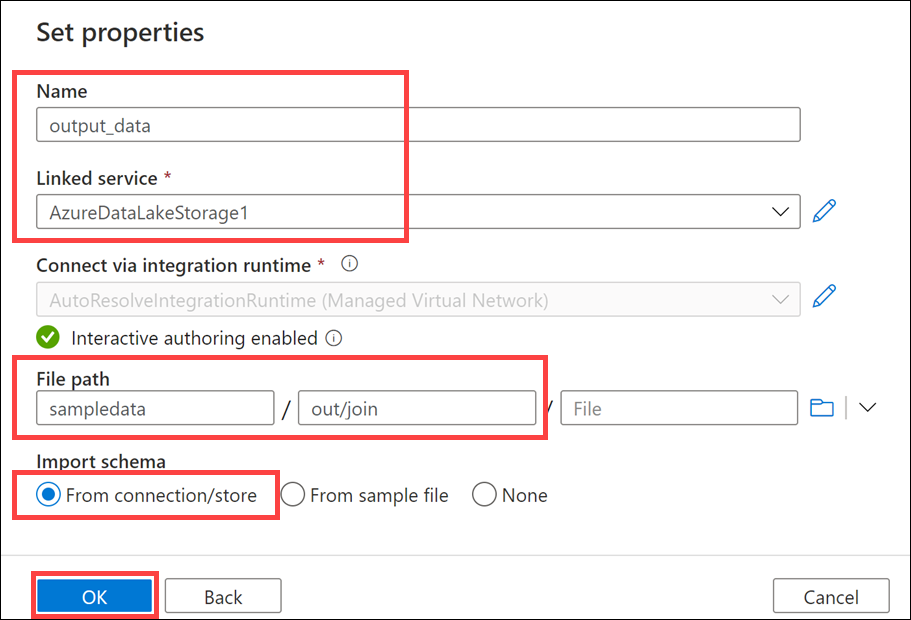 Set properties
Name
output_data
Linked service *
AzureDataLakeStorage1
Connect via integration runtime *
AutoResolveIntegrationRuntime (Managed Virtual Network)
Interactive authoring enabled
File path
sampledata / out/join / File
Import schema
From connection/store From sample file None
OK Back Cancel